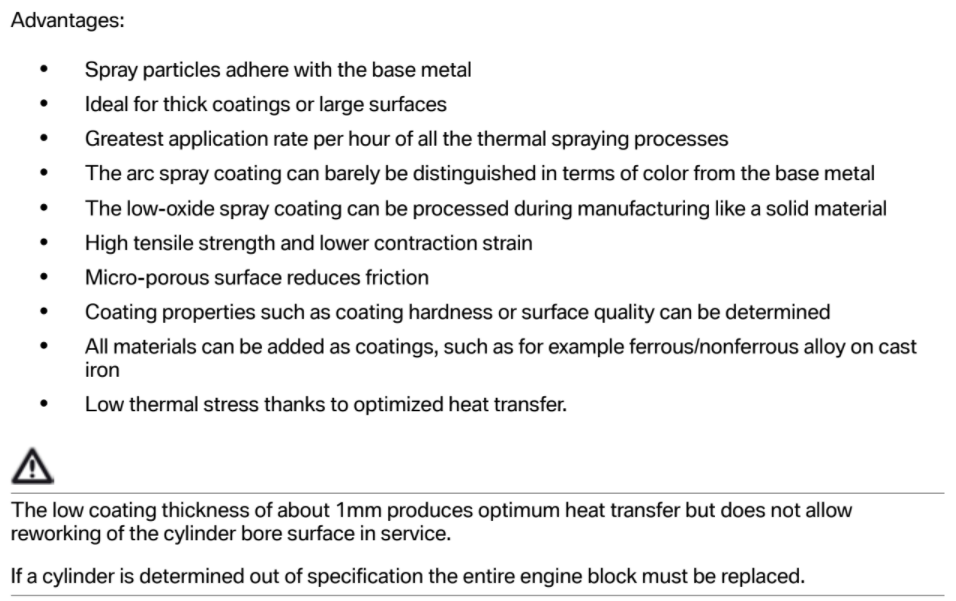 Advantages:
• Spray particles adhere with the base metal
• Ideal for thick coatings or large surfaces
• Greatest application rate per hour of all the thermal spraying processes
• The arc spray coating can barely be distinguished in terms of color from the base metal
• The low-oxide spray coating can be processed during manufacturing like a solid material
• High tensile strength and lower contraction strain
• Micro-porous surface reduces friction
• Coating properties such as coating hardness or surface quality can be determined
• All materials can be added as coatings, such as for example ferrous/nonferrous alloy on cast
iron
• Low thermal stress thanks to optimized heat transfer.
The low coating thickness of about 1mm produces optimum heat transfer but does not allow
reworking of the cylinder bore surface in service.
If a cylinder is determined out of specification the entire engine block must be replaced.